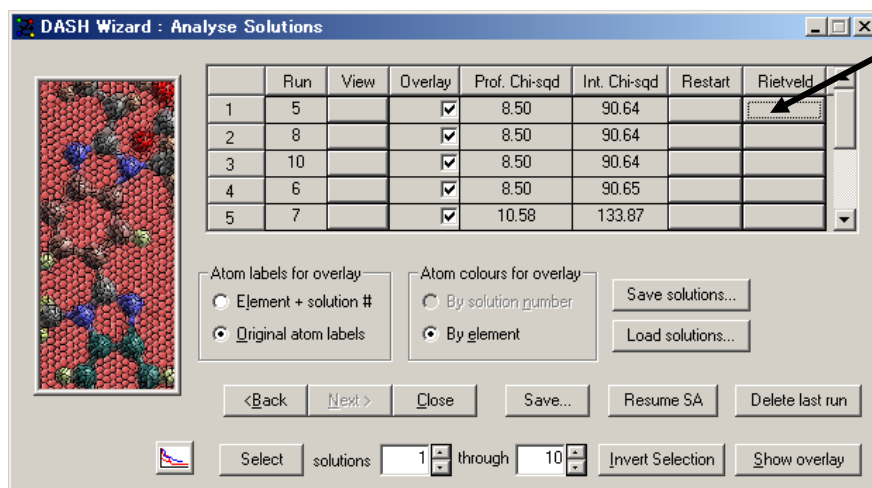 DASH Wizard : Analyse Solutions
Run View Overlay Prof. Chi-sqd Int. Chi-sqd Restart Rietveld
1 5 8.50 90.64
2 8 8.50 90.64
3 10 8.50 90.64
4 6 8.50 90.65
5 7 10.58 133.87
Atom labels for overlay Atom colours for overlay
Element + solution # By solution number Save solutions...
Original atom labels By element Load solutions...
<Back Next > Close Save... Resume SA Delete last run
Select solutions 1 through 10 Invert Selection Show overlay